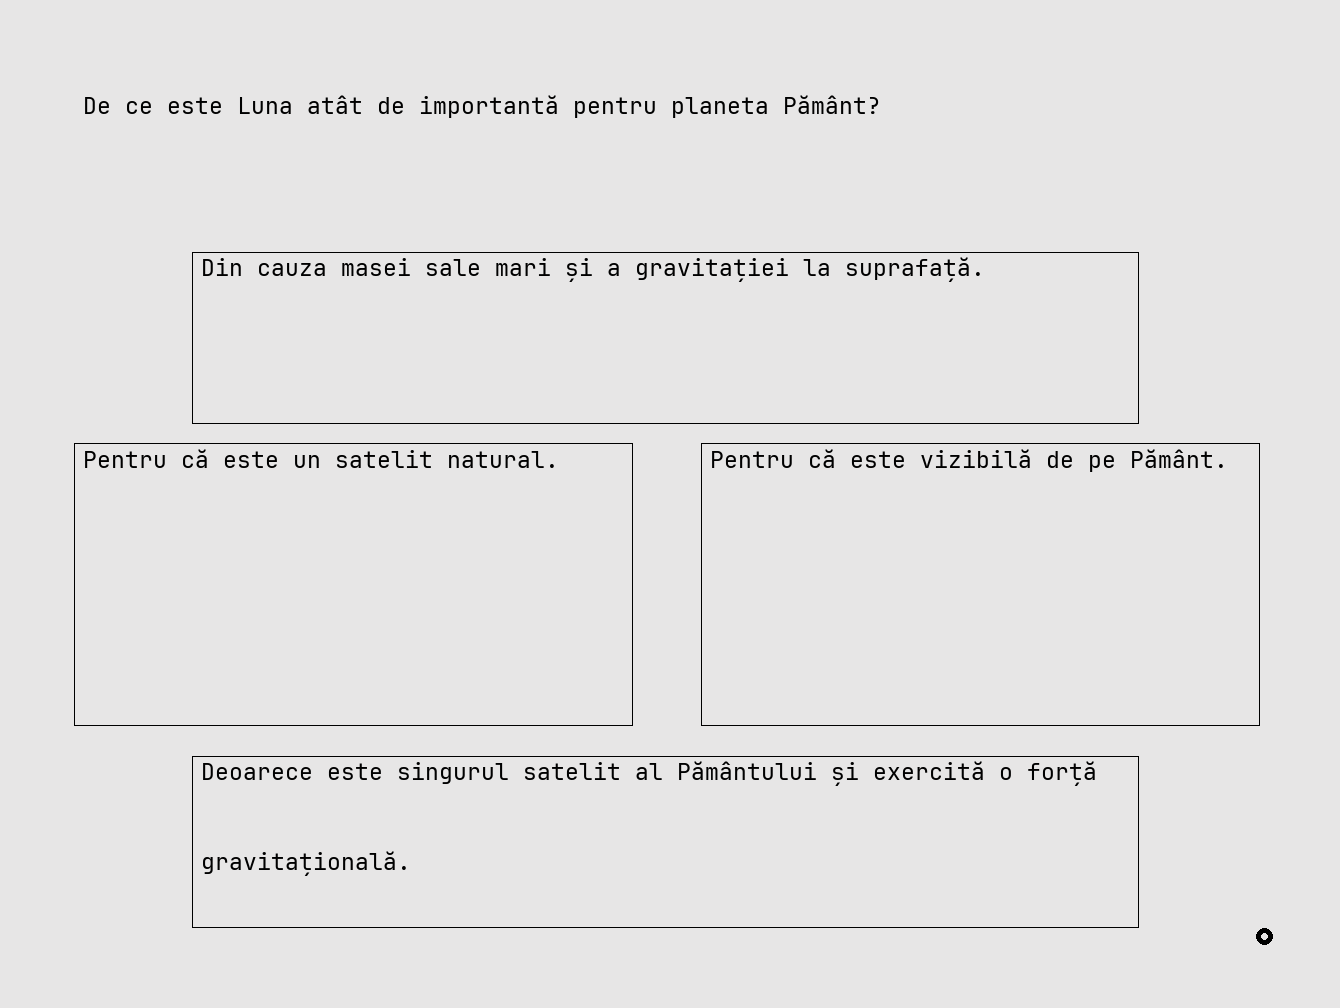 De ce este Luna atât de importantă pentru planeta Pământ?
Din cauza masei sale mari și a gravitației la suprafață.
Pentru că este un satelit natural.
Pentru că este vizibilă de pe Pământ.
Deoarece este singurul satelit al Pământului și exercită o forță
gravitațională.